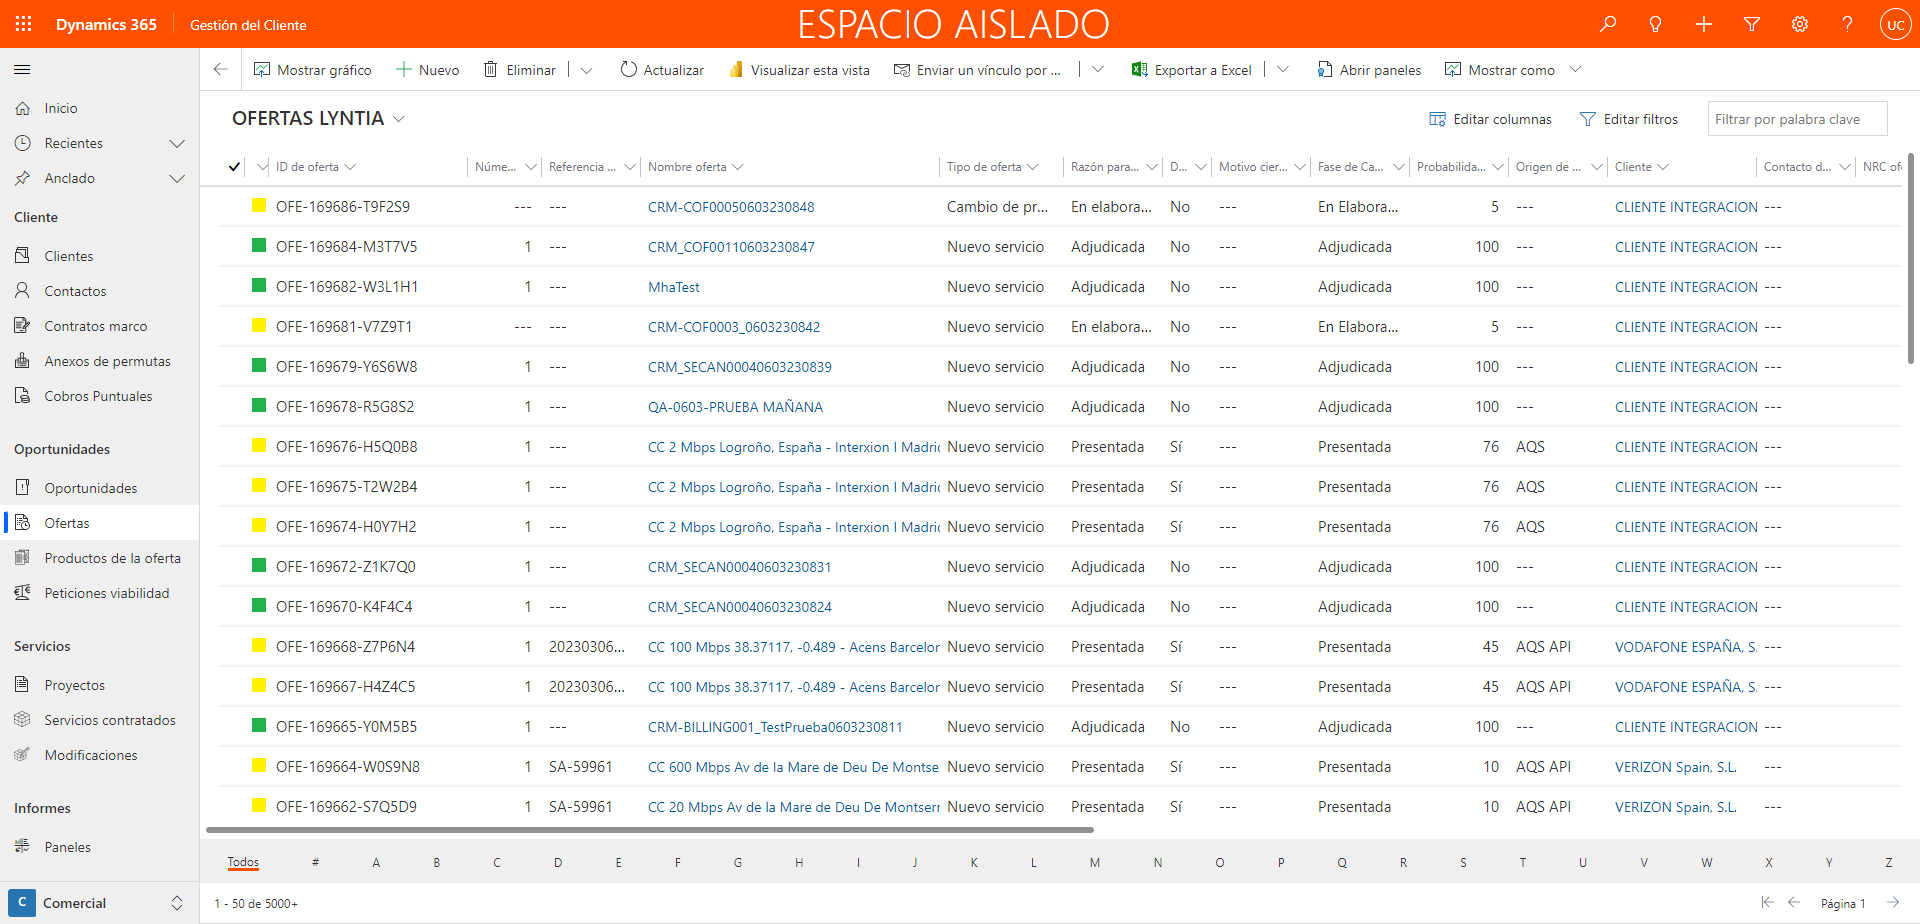 Dynamics 365 Gestión del Cliente ESPACIO AISLADO ? UC
Mostrar gráfico Nuevo Eliminar Actualizar Visualizar esta vista Enviar un vínculo por ... Exportar a Excel Abrir paneles Mostrar como
Inicio
Recientes
Anclado
Cliente
Clientes
Contactos
Contratos marco
Anexos de permutas
Cobros Puntuales
Oportunidades
Oportunidades
Ofertas
Productos de la oferta
Peticiones viabilidad
Servicios
Proyectos
Servicios contratados
Modificaciones
Informes
Paneles
C Comercial
OFERTAS LYNTIA Editar columnas Editar filtros Filtrar por palabra clave
ID de oferta Núme... Referencia ... Nombre oferta Tipo de oferta Razón para... D... Motivo cier... Fase de Ca... Probabilida... Origen de ... Cliente Contacto d... NRC of
OFE-169686-T9F2S9 --- --- CRM-COF00050603230848 Cambio de pr... En elabora... No --- En Elabora... 5 --- CLIENTE INTEGRACION ---
OFE-169684-M3T7V5 1 --- CRM_COF00110603230847 Nuevo servicio Adjudicada No --- Adjudicada 100 --- CLIENTE INTEGRACION ---
OFE-169682-W3L1H1 1 --- MhaTest Nuevo servicio Adjudicada No --- Adjudicada 100 --- CLIENTE INTEGRACION ---
OFE-169681-V7Z9T1 --- --- CRM-COF0003_0603230842 Nuevo servicio En elabora... No --- En Elabora... 5 --- CLIENTE INTEGRACION ---
OFE-169679-Y6S6W8 1 --- CRM_SECAN00040603230839 Nuevo servicio Adjudicada No --- Adjudicada 100 --- CLIENTE INTEGRACION ---
OFE-169678-R5G8S2 1 --- QA-0603-PRUEBA MAÑANA Nuevo servicio Adjudicada No --- Adjudicada 100 --- CLIENTE INTEGRACION ---
OFE-169676-H5Q0B8 1 --- CC 2 Mbps Logroño, España - Interxion I Madri Nuevo servicio Presentada Sí --- Presentada 76 AQS CLIENTE INTEGRACION ---
OFE-169675-T2W2B4 1 --- CC 2 Mbps Logroño, España - Interxion I Madri Nuevo servicio Presentada Sí --- Presentada 76 AQS CLIENTE INTEGRACION ---
OFE-169674-H0Y7H2 1 --- CC 2 Mbps Logroño, España - Interxion I Madri Nuevo servicio Presentada Sí --- Presentada 76 AQS CLIENTE INTEGRACION ---
OFE-169672-Z1K7Q0 1 --- CRM_SECAN00040603230831 Nuevo servicio Adjudicada No --- Adjudicada 100 --- CLIENTE INTEGRACION ---
OFE-169670-K4F4C4 1 --- CRM_SECAN00040603230824 Nuevo servicio Adjudicada No --- Adjudicada 100 --- CLIENTE INTEGRACION ---
OFE-169668-Z7P6N4 1 20230306... CC 100 Mbps 38.37117, -0.489 - Acens Barcelor Nuevo servicio Presentada Sí --- Presentada 45 AQS API VODAFONE ESPAÑA, S. ---
OFE-169667-H4Z4C5 1 20230306... CC 100 Mbps 38.37117, -0.489 - Acens Barcelor Nuevo servicio Presentada Sí --- Presentada 45 AQS API VODAFONE ESPAÑA, S. ---
OFE-169665-Y0M5B5 1 --- CRM-BILLING001_TestPrueba0603230811 Nuevo servicio Adjudicada No --- Adjudicada 100 --- CLIENTE INTEGRACION ---
OFE-169664-W0S9N8 1 SA-59961 CC 600 Mbps Av de la Mare de Deu De Montse Nuevo servicio Presentada Sí --- Presentada 10 AQS API VERIZON Spain, S.L. ---
OFE-169662-S7Q5D9 1 SA-59961 CC 20 Mbps Av de la Mare de Deu De Montserr Nuevo servicio Presentada Sí --- Presentada 10 AQS API VERIZON Spain, S.L. ---
Todos # A B C D E F G H I J K L M N O P Q R S T U V W X Y Z
1 - 50 de 5000+ Página 1